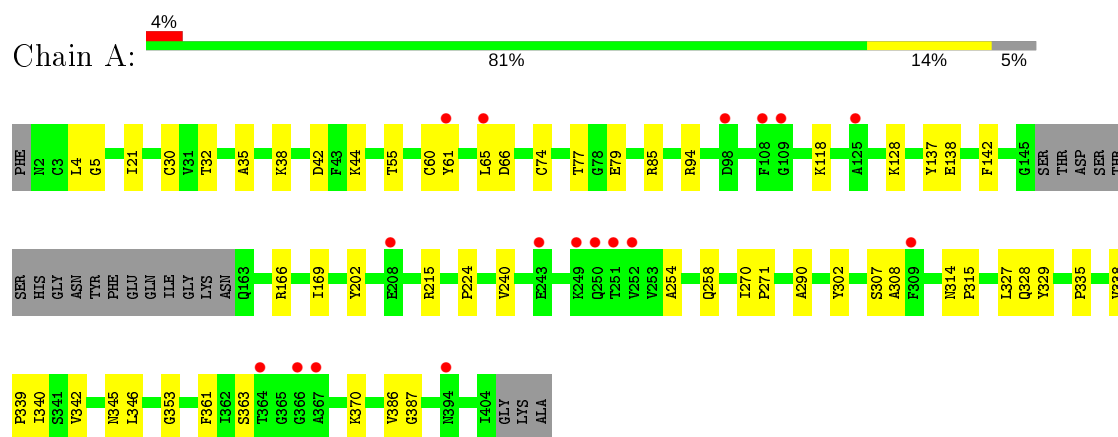 4%
Chain A:
81% 14% 5%
PHE N2 C3 L4 G5 I21 C30 V31 T32 A35 K38 D42 F43 K44 T55 C60 Y61 L65 D66 C74 T77 G78 E79 R85 R94 D98 F108 G109 K118 A125 K128 Y137 E138 F142 G145 SER THR ASP SER THR
SER HIS GLY ASN TYR PHE GLU GLN ILE GLY LYS ASN Q163 R166 I169 Y202 E208 R215 P224 V240 E243 K249 Q250 T251 V252 V253 A254 Q258 I270 P271 A290 Y302 S307 A308 F309 N314 P315 L327 Q328 Y329 P335 V338
P339 I340 S341 V342 N345 L346 G353 F361 I362 S363 T364 G365 G366 A367 K370 V386 G387 N394 I404 GLY LYS ALA